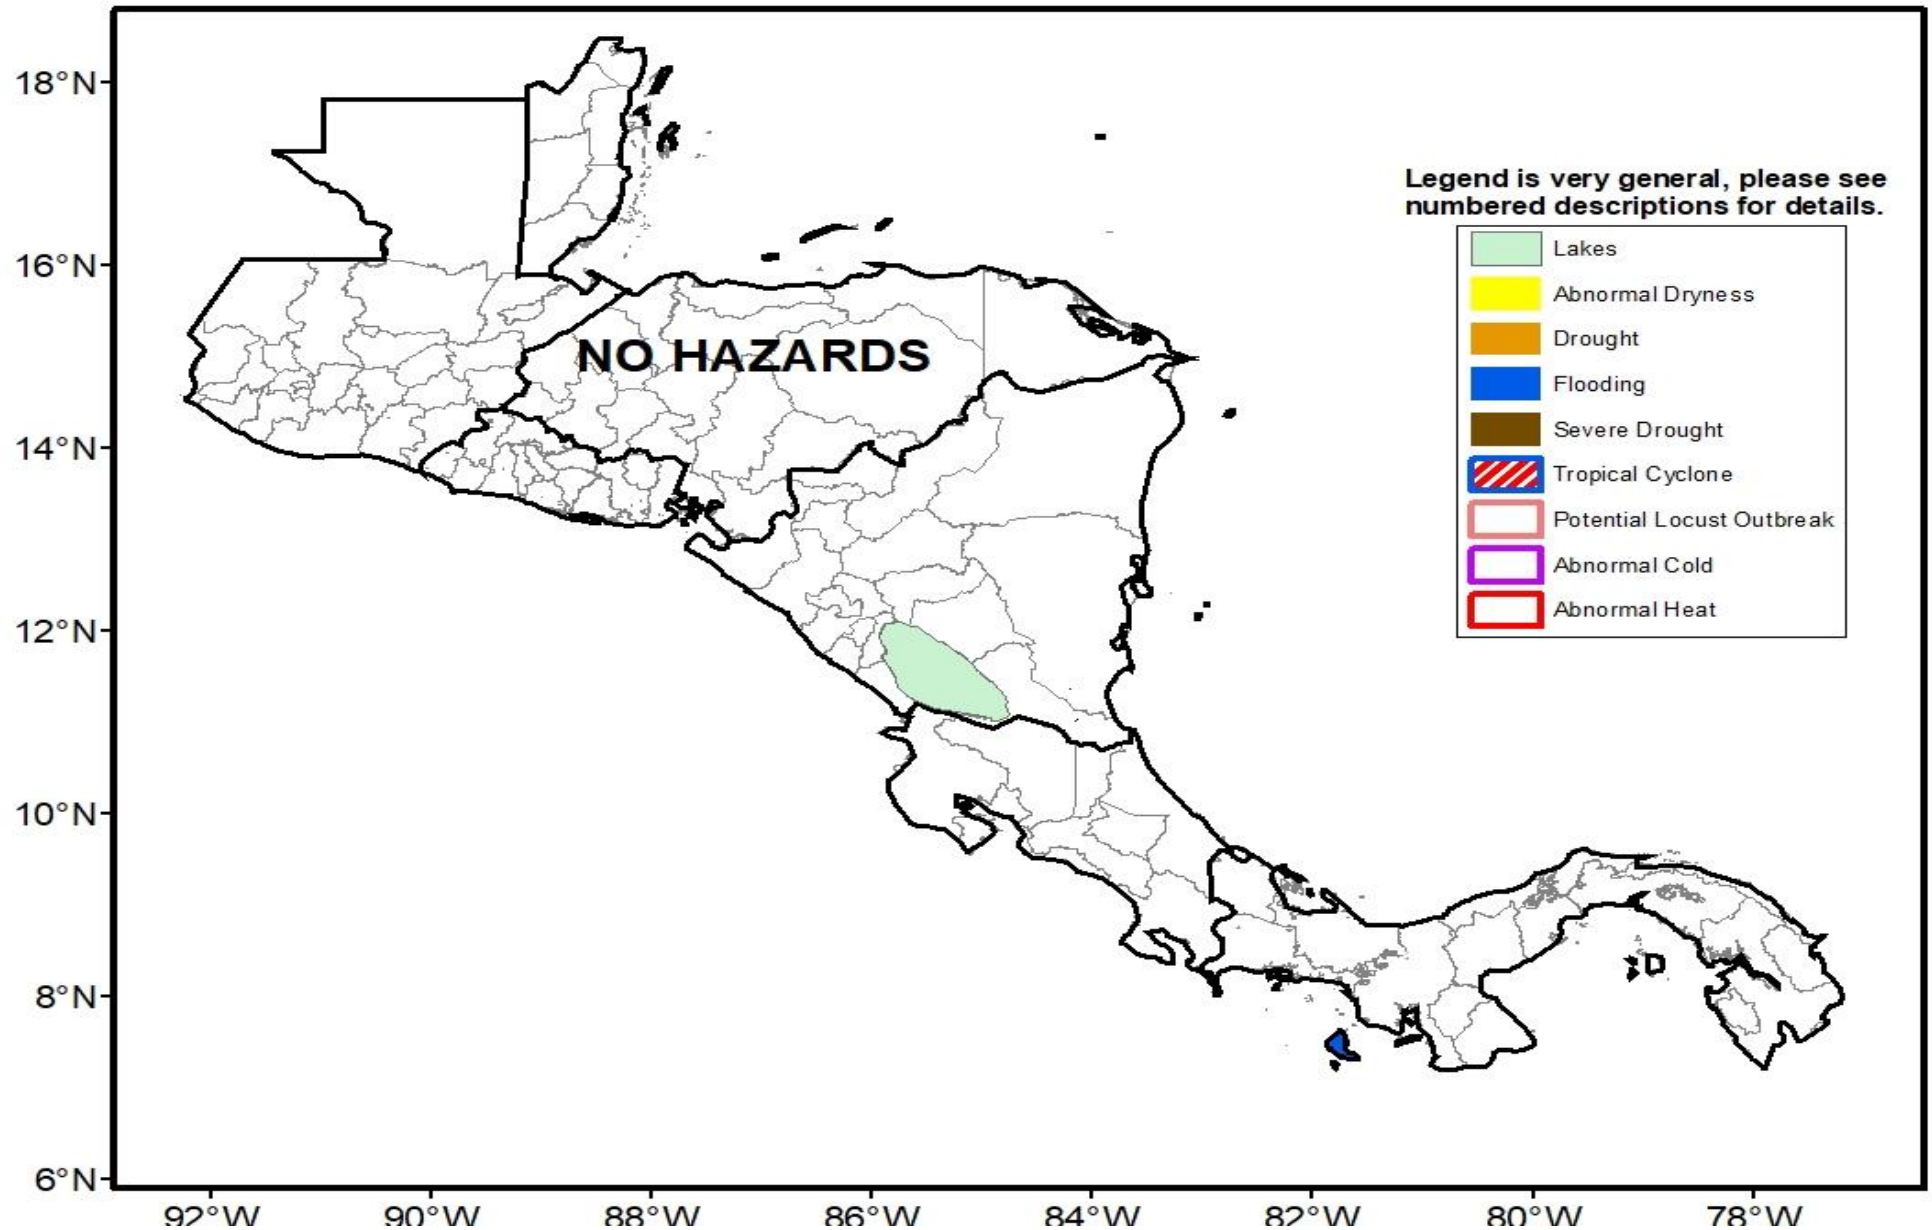 18°N
16°N
14°N
12°N
10°N
8°N
6°N
NO HAZARDS
Legend is very general, please see
numbered descriptions for details.
Lakes
Abnormal Dryness
Drought
Flooding
Severe Drought
Tropical Cyclone
Potential Locust Outbreak
Abnormal Cold
Abnormal Heat
92°W 90°W 88°W 86°W 84°W 82°W 80°W 78°W